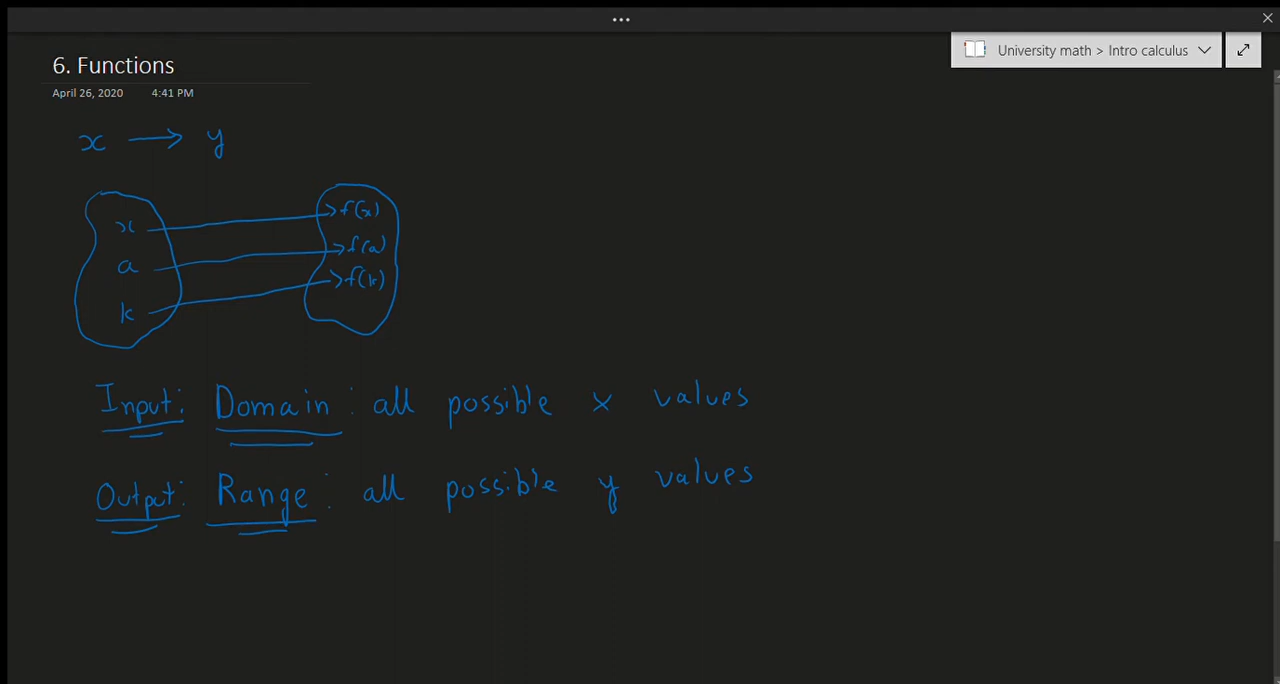 •••
University math > Intro calculus
6. Functions
April 26, 2020 4:41 PM
x → y
x → f(x)
a → f(a)
k → f(k)
Input: Domain: all possible x values
Output: Range: all possible y values